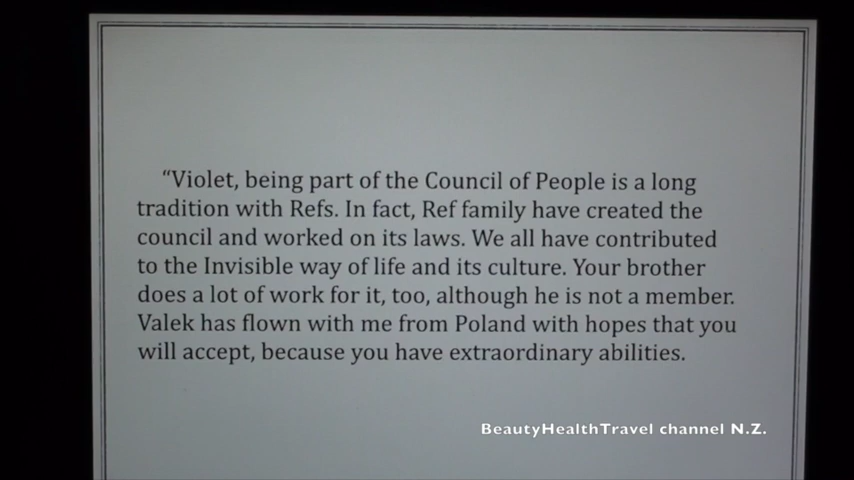 “Violet, being part of the Council of People is a long
tradition with Refs. In fact, Ref family have created the
council and worked on its laws. We all have contributed
to the Invisible way of life and its culture. Your brother
does a lot of work for it, too, although he is not a member.
Valek has flown with me from Poland with hopes that you
will accept, because you have extraordinary abilities.
BeautyHealthTravel channel N.Z.